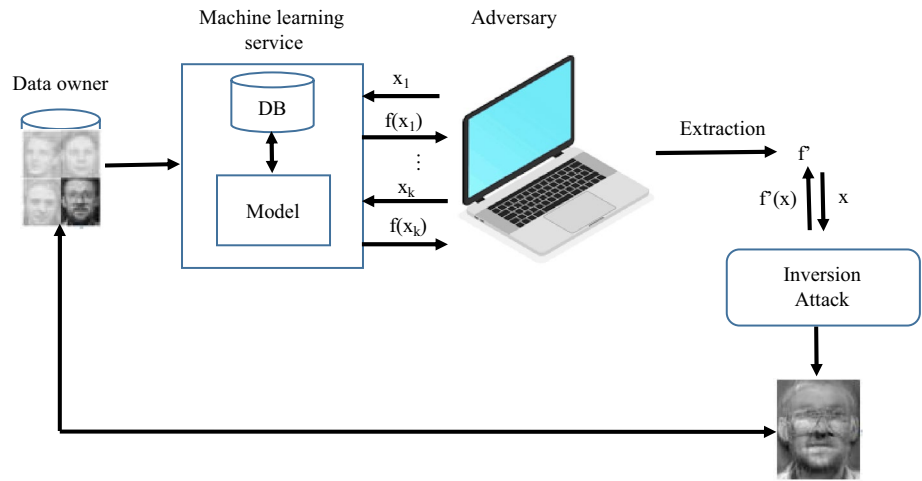 Machine learning
service
Adversary
Data owner
DB
Model
x₁
f(x₁)
⋮
xₖ
f(xₖ)
Extraction
f'
f'(x)
x
Inversion
Attack